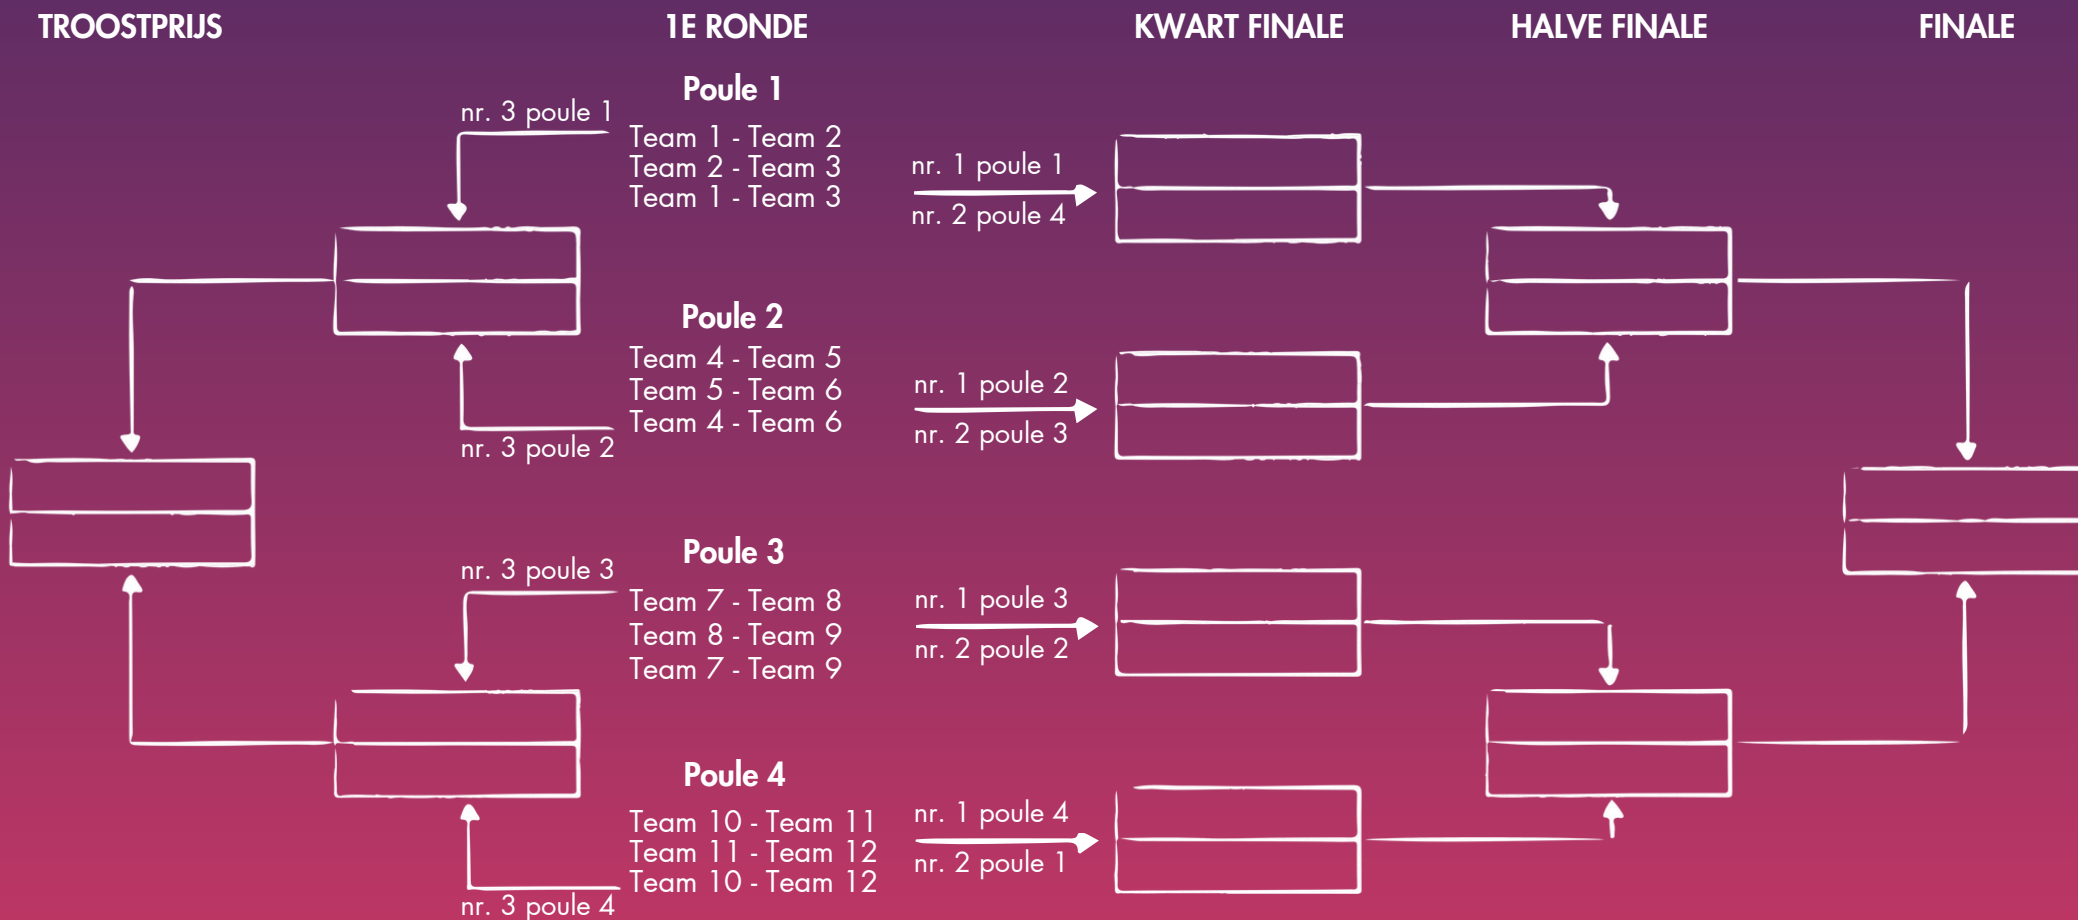 TROOSTPRIJS
1E RONDE
KWART FINALE
HALVE FINALE
FINALE
nr. 3 poule 1
nr. 3 poule 2
nr. 3 poule 3
nr. 3 poule 4
Poule 1
Team 1 - Team 2
Team 2 - Team 3
Team 1 - Team 3
Poule 2
Team 4 - Team 5
Team 5 - Team 6
Team 4 - Team 6
Poule 3
Team 7 - Team 8
Team 8 - Team 9
Team 7 - Team 9
Poule 4
Team 10 - Team 11
Team 11 - Team 12
Team 10 - Team 12
nr. 1 poule 1
nr. 2 poule 4
nr. 1 poule 2
nr. 2 poule 3
nr. 1 poule 3
nr. 2 poule 2
nr. 1 poule 4
nr. 2 poule 1